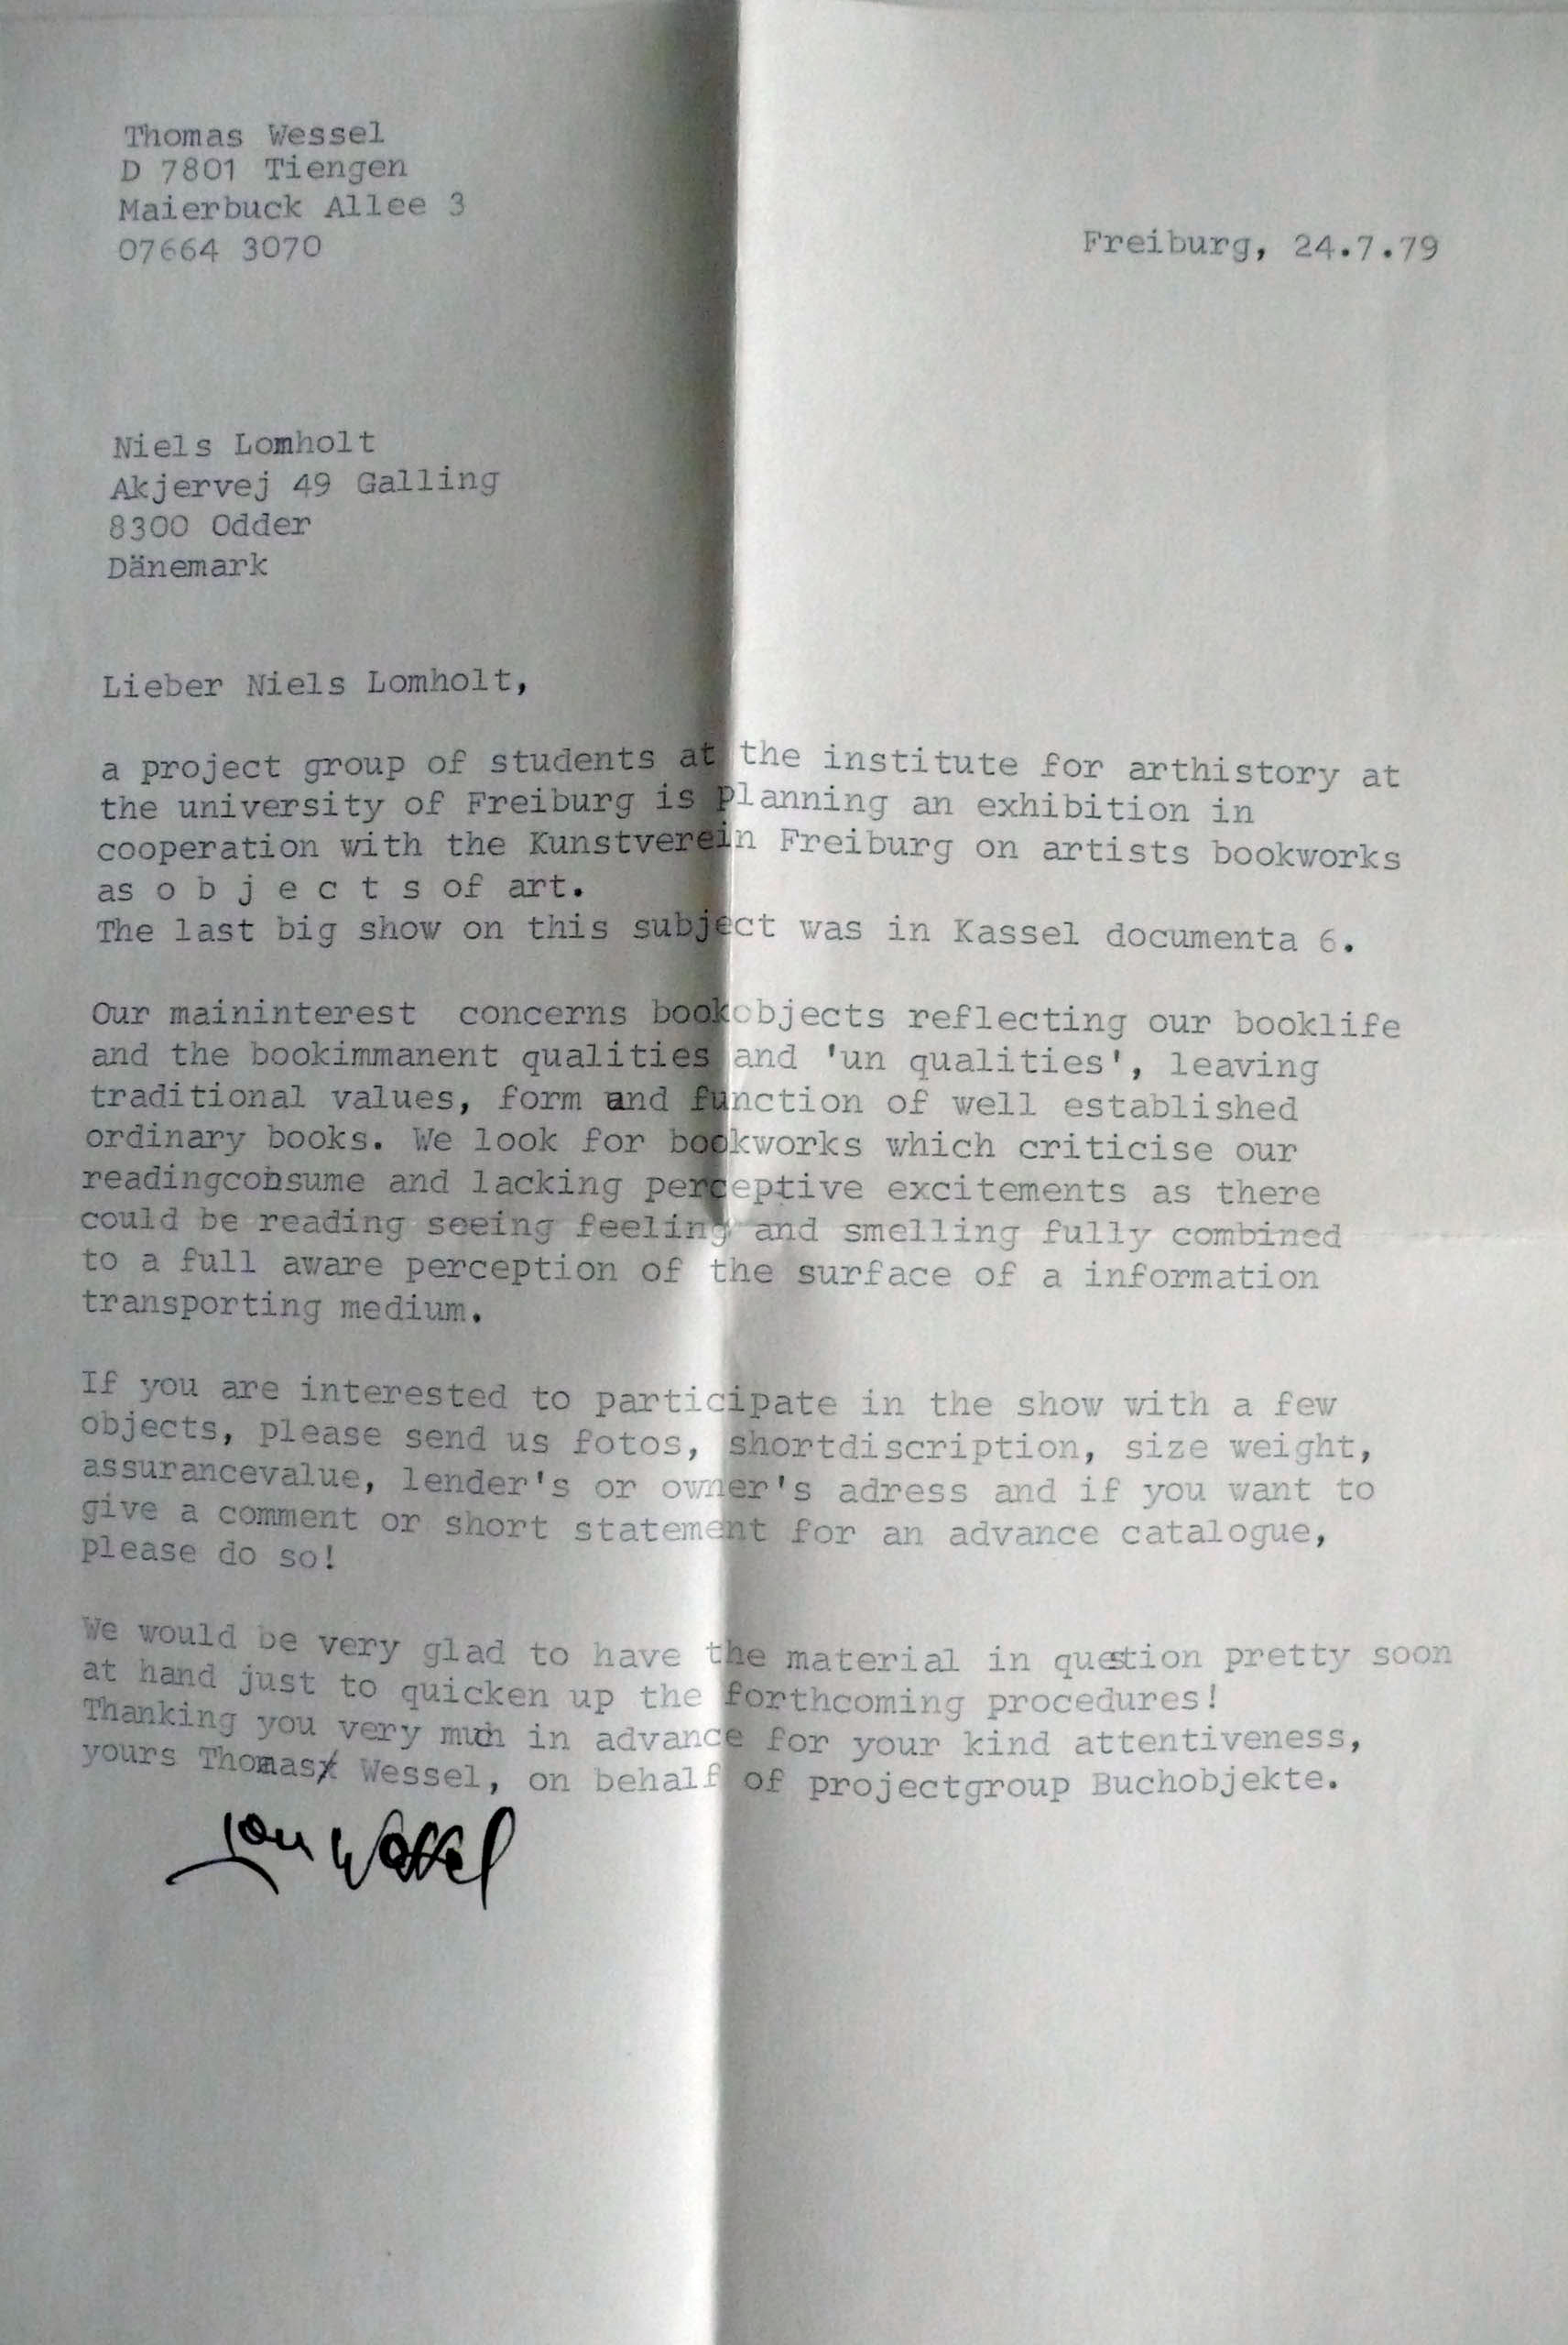 Thomas Wessel
D 7801 Tiengen
Maierbuck Allee 3
07664 3070
Freiburg, 24.7.79
Niels Lomholt
Akjervej 49 Galling
8300 Odder
Dänemark
Lieber Niels Lomholt,
a project group of students at the institute for arthistory at
the university of Freiburg is planning an exhibition in
cooperation with the Kunstverein Freiburg on artists bookworks
as o b j e c t s of art.
The last big show on this subject was in Kassel documenta 6.
Our maininterest concerns bookobjects reflecting our booklife
and the bookimmanent qualities and 'un qualities', leaving
traditional values, form and function of well established
ordinary books. We look for bookworks which criticise our
readingconsume and lacking perceptive excitements as there
could be reading seeing feeling and smelling fully combined
to a full aware perception of the surface of a information
transporting medium.
If you are interested to participate in the show with a few
objects, please send us fotos, shortdiscription, size weight,
assurancevalue, lender's or owner's adress and if you want to
give a comment or short statement for an advance catalogue,
please do so!
We would be very glad to have the material in question pretty soon
at hand just to quicken up the forthcoming procedures!
Thanking you very much in advance for your kind attentiveness,
yours Thomas Wessel, on behalf of projectgroup Buchobjekte.
Wessel